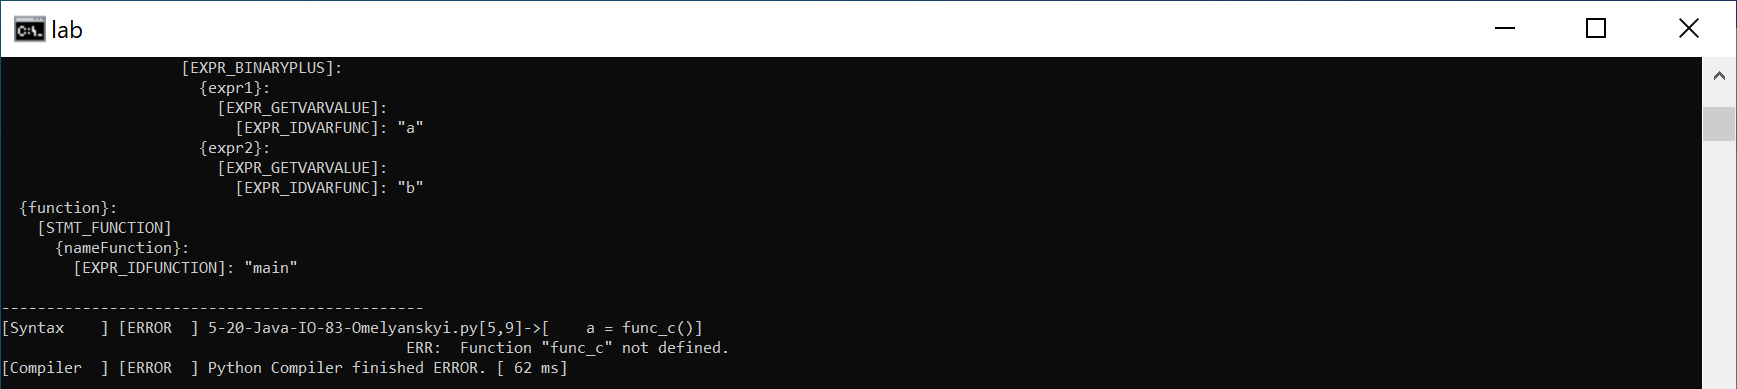 C:\. lab
[EXPR_BINARYPLUS]:
{expr1}:
[EXPR_GETVARVALUE]:
[EXPR_IDVARFUNC]: "a"
{expr2}:
[EXPR_GETVARVALUE]:
[EXPR_IDVARFUNC]: "b"
{function}:
[STMT_FUNCTION]
{nameFunction}:
[EXPR_IDFUNCTION]: "main"
-----------------------------------------------
[Syntax    ] [ERROR  ] 5-20-Java-IO-83-Omelyanskyi.py[5,9]->[    a = func_c()]
ERR:  Function "func_c" not defined.
[Compiler  ] [ERROR  ] Python Compiler finished ERROR. [ 62 ms]